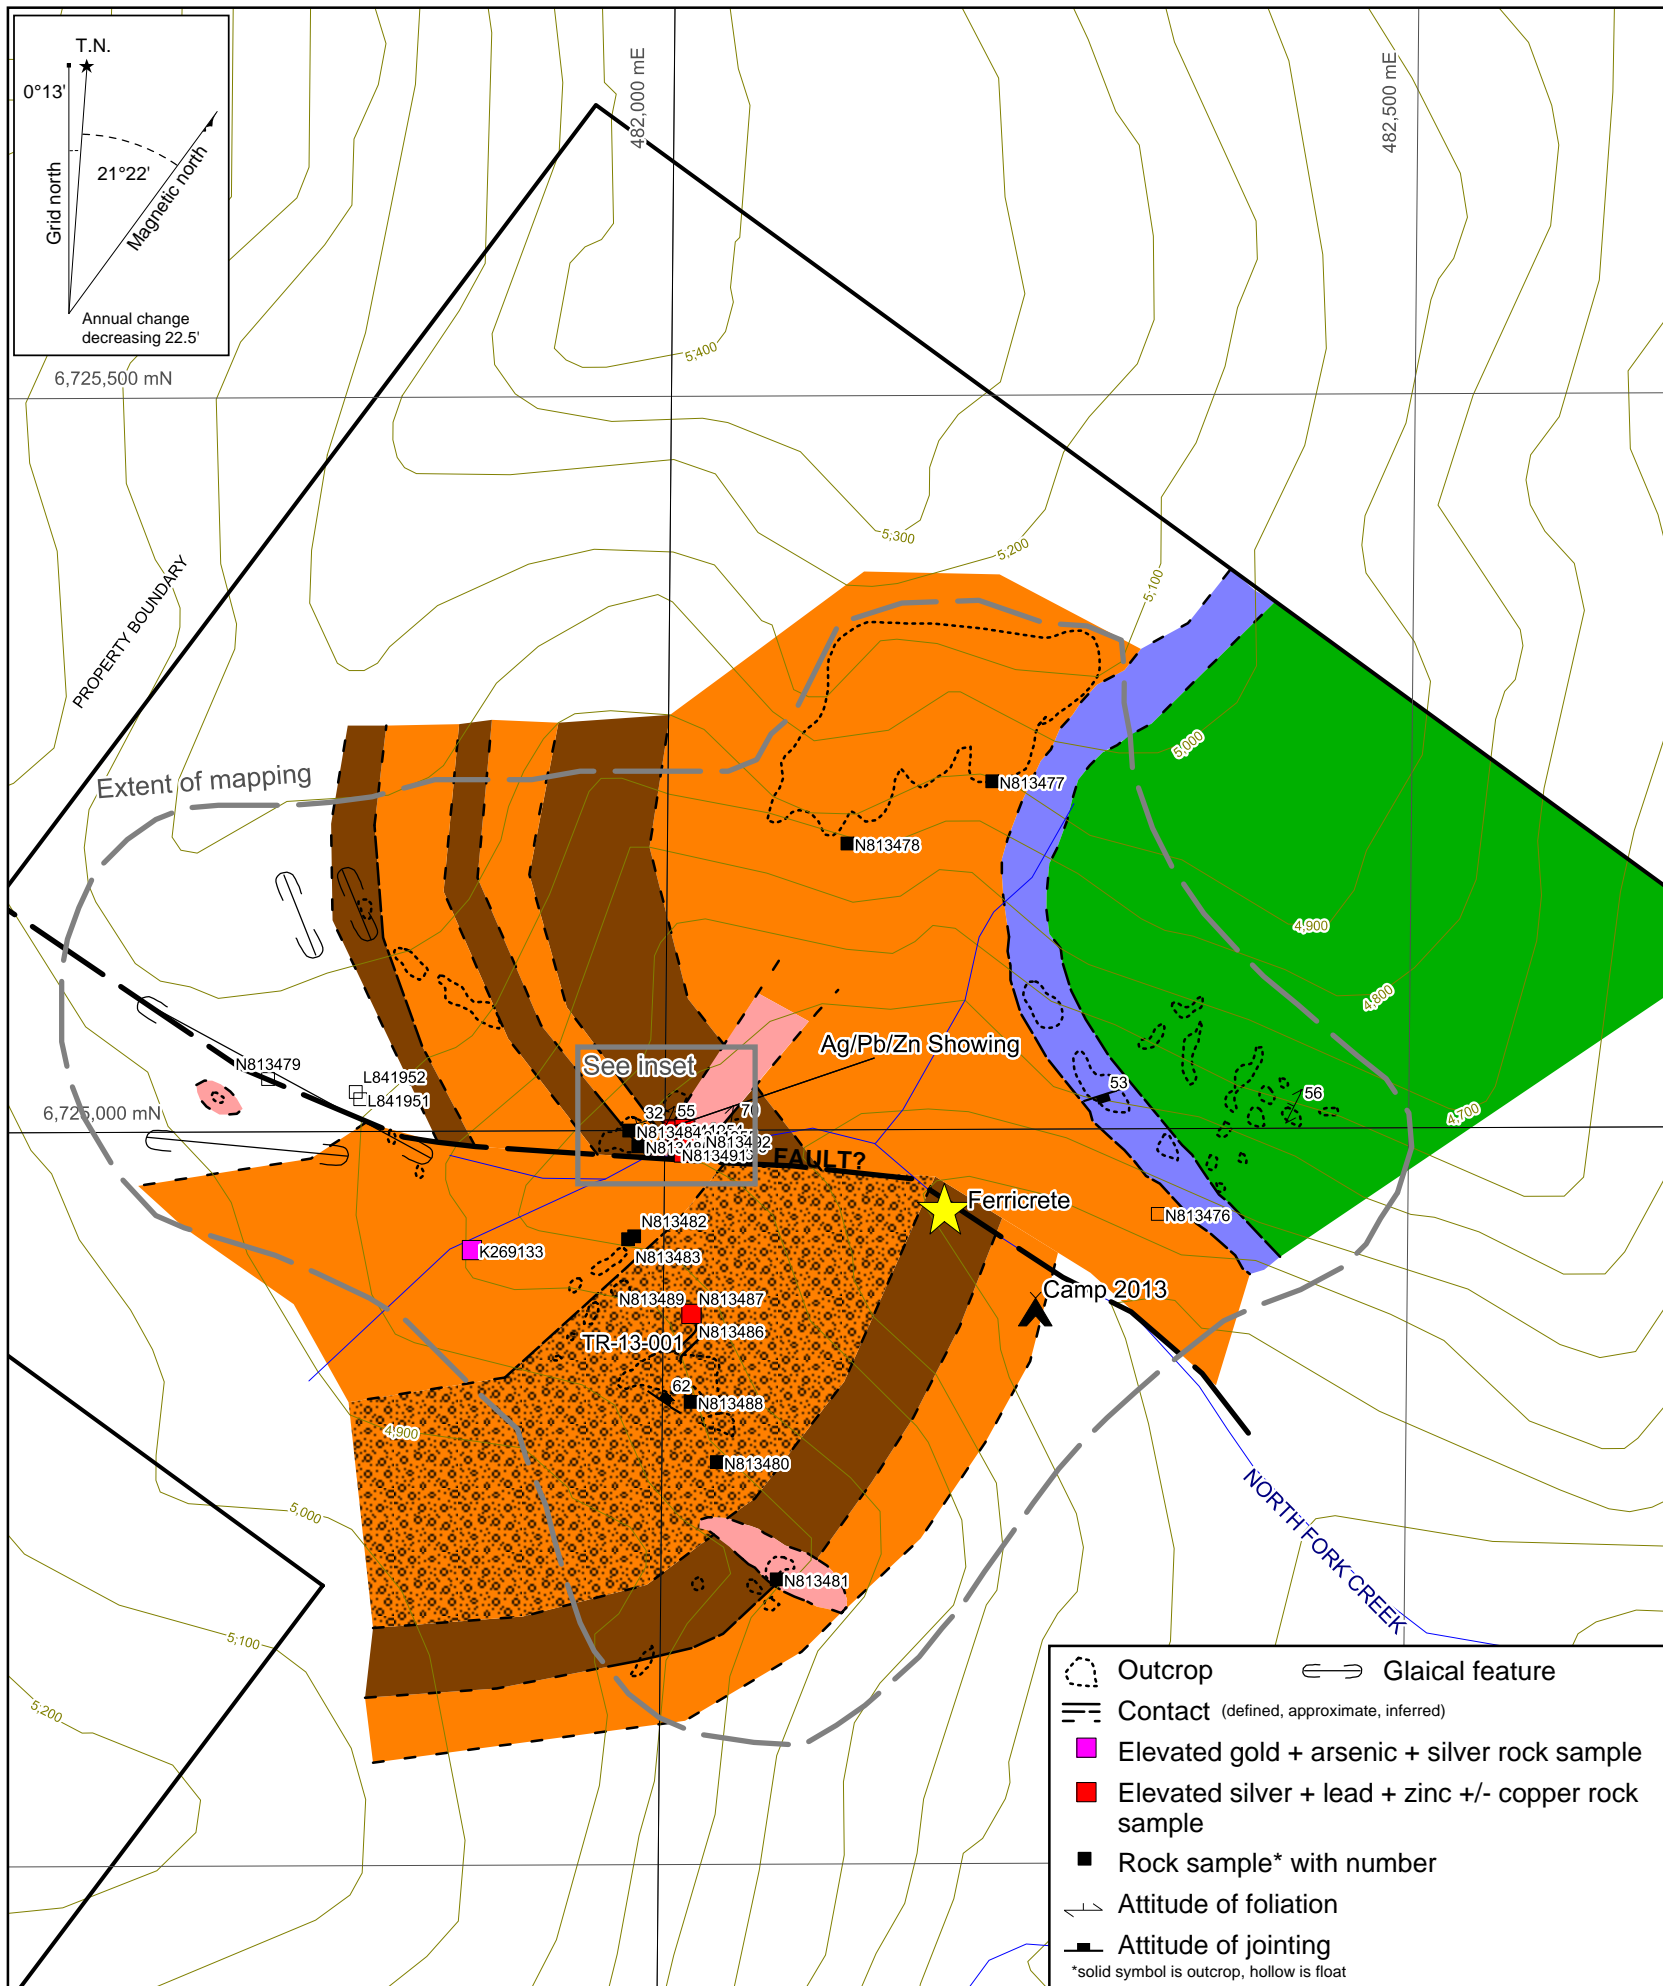 T.N.
0°13'
21°22'
Grid north
Magnetic north
Annual change
decreasing 22.5'
482,000 mE
482,500 mE
6,725,500 mN
5,400
5,300
5,200
5,100
PROPERTY BOUNDARY
5,000
Extent of mapping
N813477
N813478
4,900
4,800
Ag/Pb/Zn Showing
See inset
N813479
L841952
L841951
53
56
4,700
6,725,000 mN
32
55
70
N813484
N813492
N813491
FAULT?
Ferricrete
N813476
N813482
N813483
K269133
Camp 2013
N813489
N813487
N813486
TR-13-001
62
N813488
4,900
N813480
NORTH FORK CREEK
5,000
N813481
5,100
5,200
Outcrop
Glaical feature
Contact (defined, approximate, inferred)
Elevated gold + arsenic + silver rock sample
Elevated silver + lead + zinc +/- copper rock
sample
Rock sample* with number
Attitude of foliation
Attitude of jointing
*solid symbol is outcrop, hollow is float